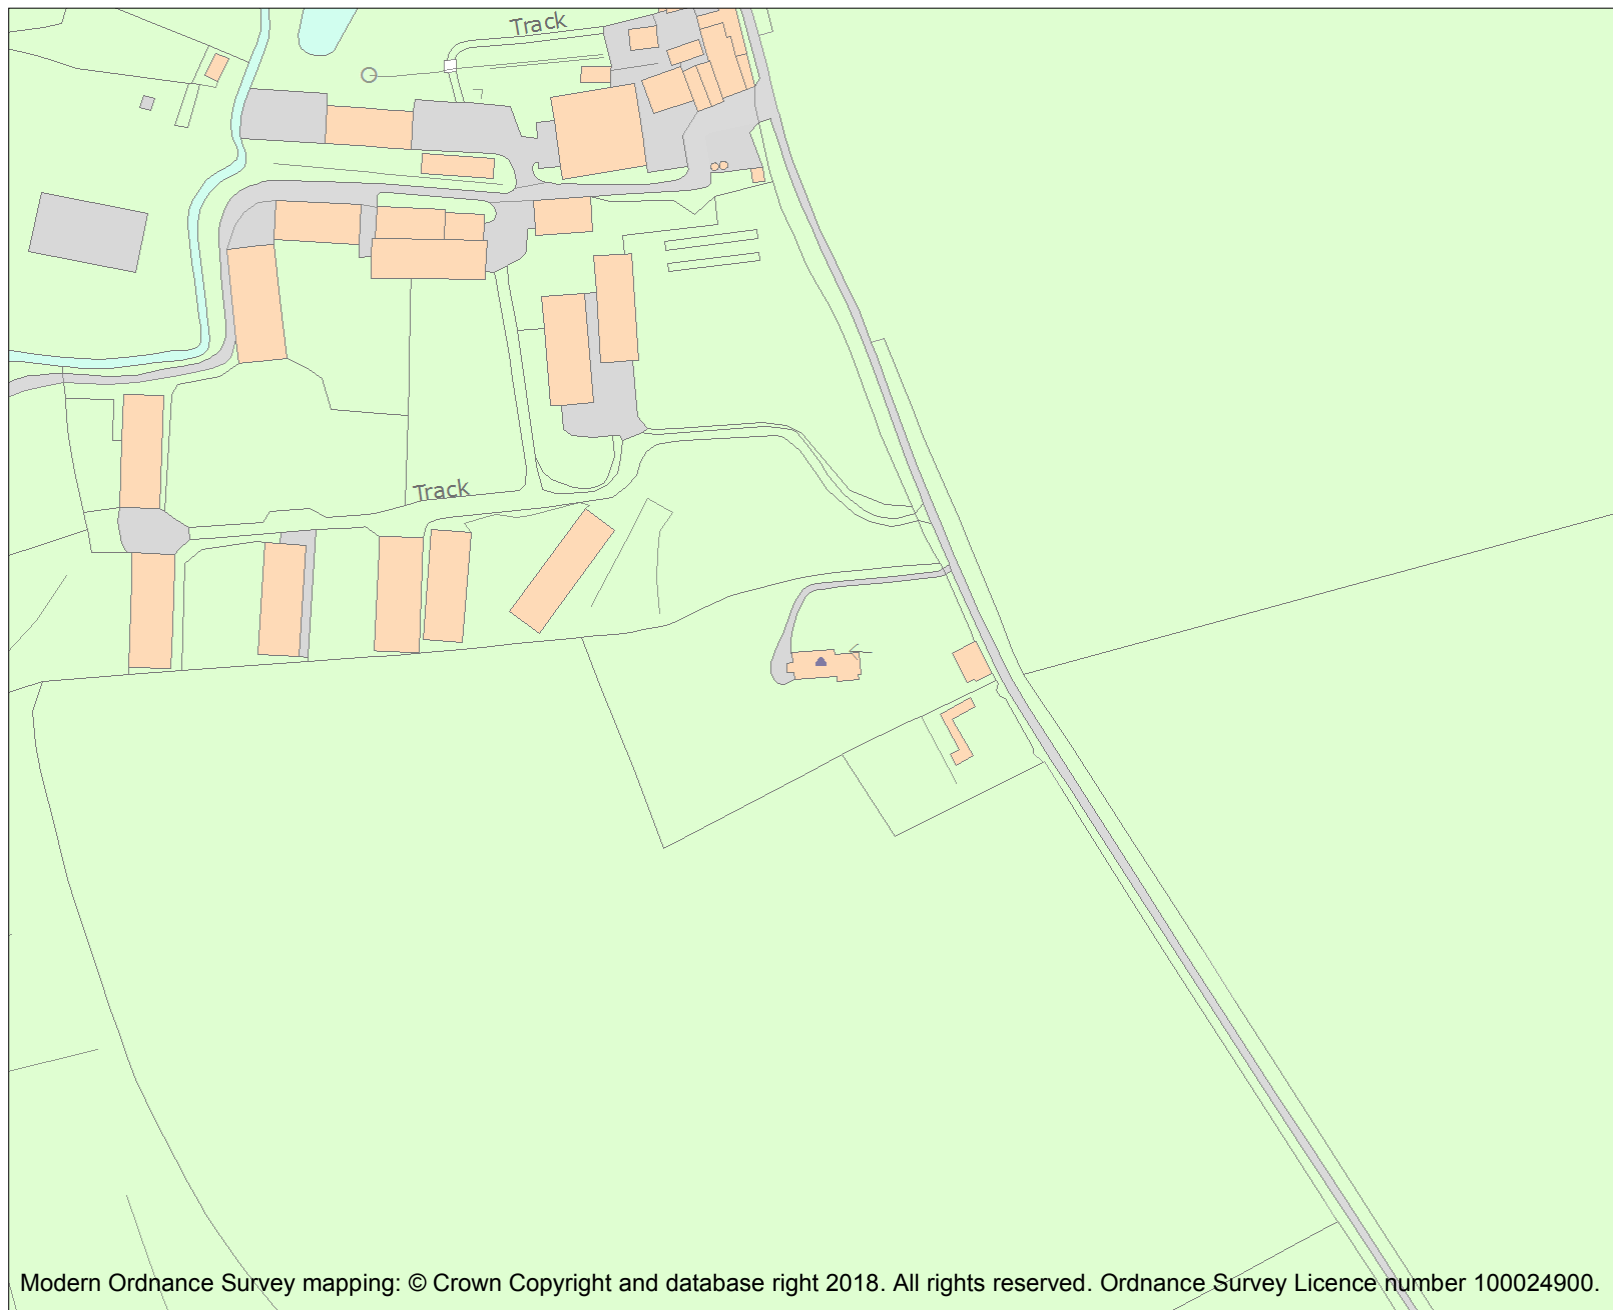 Track
Track
Modern Ordnance Survey mapping: © Crown Copyright and database right 2018. All rights reserved. Ordnance Survey Licence number 100024900.